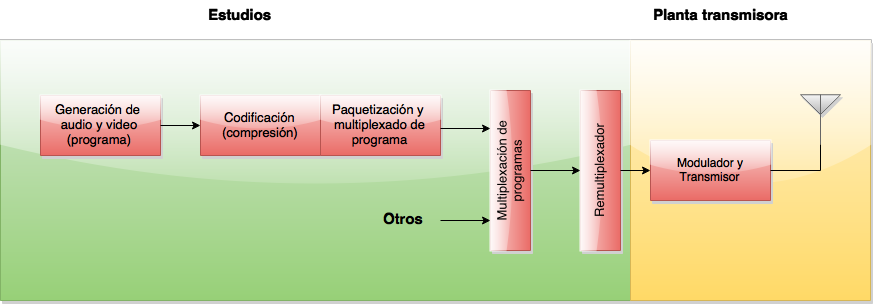 Estudios
Planta transmisora
Generación de
audio y video
(programa)
Codificación
(compresión)
Paquetización y
multiplexado de
programa
Multiplexación de
programas
Remultiplexador
Modulador y
Transmisor
Otros